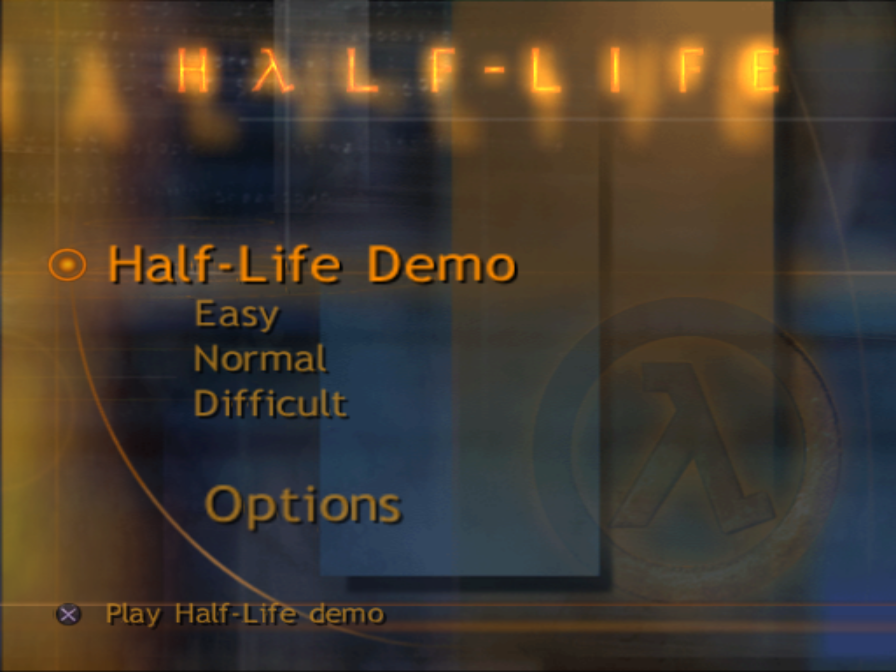 HλLF-LIFE
Half-Life Demo
Easy
Normal
Difficult
Options
Play Half-Life demo